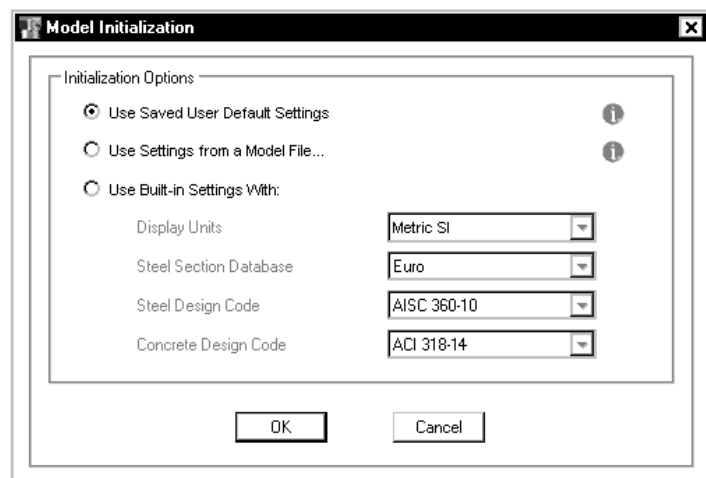 Model Initialization
Initialization Options
Use Saved User Default Settings
Use Settings from a Model File...
Use Built-in Settings With:
Display Units Metric SI
Steel Section Database Euro
Steel Design Code AISC 360-10
Concrete Design Code ACI 318-14
OK Cancel